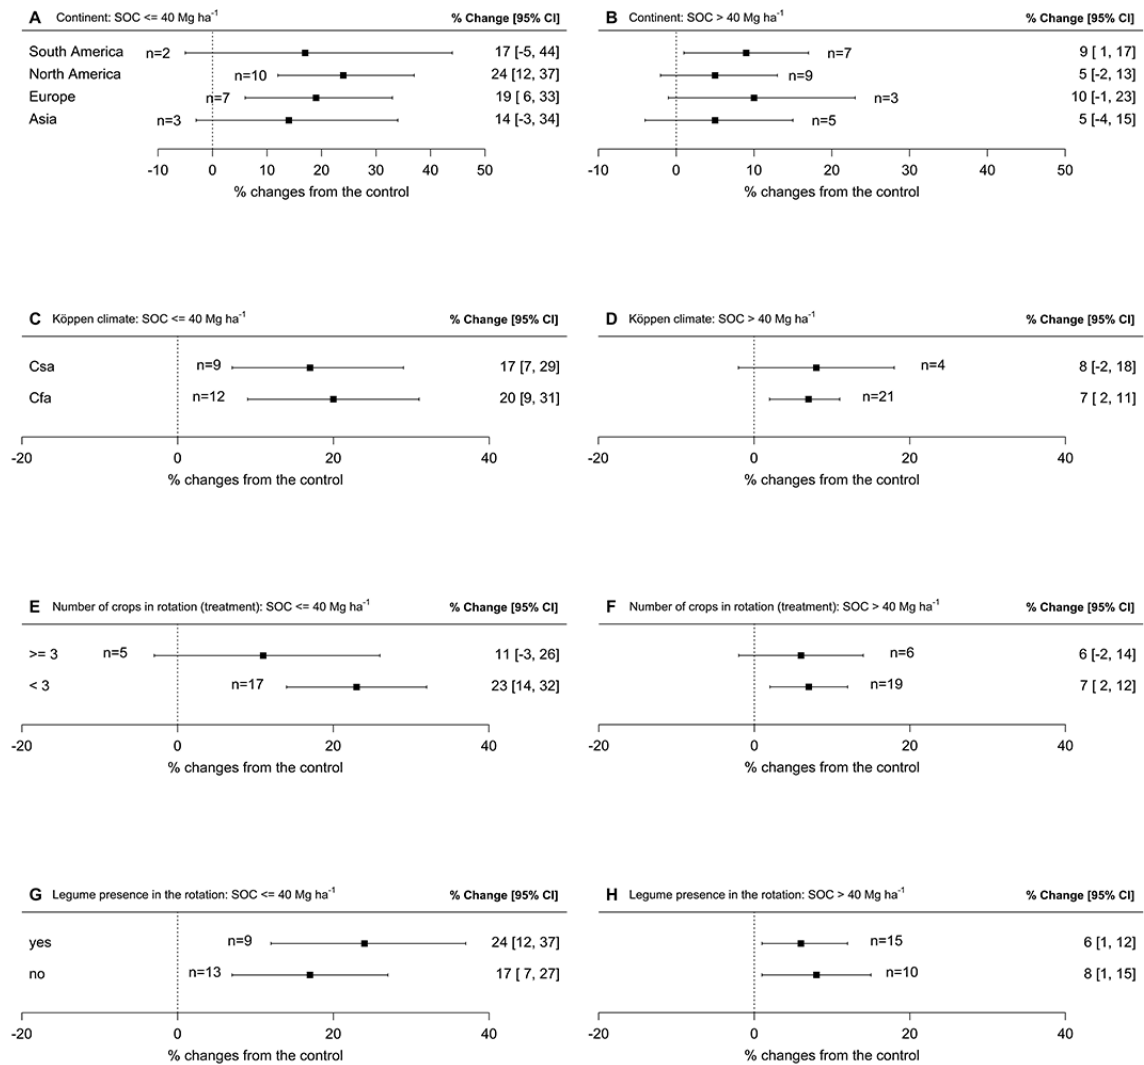 A Continent: SOC <= 40 Mg ha⁻¹ % Change [95% CI]
South America n=2 17 [-5, 44]
North America n=10 24 [12, 37]
Europe n=7 19 [ 6, 33]
Asia n=3 14 [-3, 34]
-10 0 10 20 30 40 50
% changes from the control
B Continent: SOC > 40 Mg ha⁻¹ % Change [95% CI]
n=7 9 [ 1, 17]
n=9 5 [-2, 13]
n=3 10 [-1, 23]
n=5 5 [-4, 15]
-10 0 10 20 30 40 50
% changes from the control
C Köppen climate: SOC <= 40 Mg ha⁻¹ % Change [95% CI]
Csa n=9 17 [7, 29]
Cfa n=12 20 [9, 31]
-20 0 20 40
% changes from the control
D Köppen climate: SOC > 40 Mg ha⁻¹ % Change [95% CI]
n=4 8 [-2, 18]
n=21 7 [ 2, 11]
-20 0 20 40
% changes from the control
E Number of crops in rotation (treatment): SOC <= 40 Mg ha⁻¹ % Change [95% CI]
>= 3 n=5 11 [-3, 26]
< 3 n=17 23 [14, 32]
-20 0 20 40
% changes from the control
F Number of crops in rotation (treatment): SOC > 40 Mg ha⁻¹ % Change [95% CI]
n=6 6 [-2, 14]
n=19 7 [ 2, 12]
-20 0 20 40
% changes from the control
G Legume presence in the rotation: SOC <= 40 Mg ha⁻¹ % Change [95% CI]
yes n=9 24 [12, 37]
no n=13 17 [ 7, 27]
-20 0 20 40
% changes from the control
H Legume presence in the rotation: SOC > 40 Mg ha⁻¹ % Change [95% CI]
n=15 6 [1, 12]
n=10 8 [1, 15]
-20 0 20 40
% changes from the control